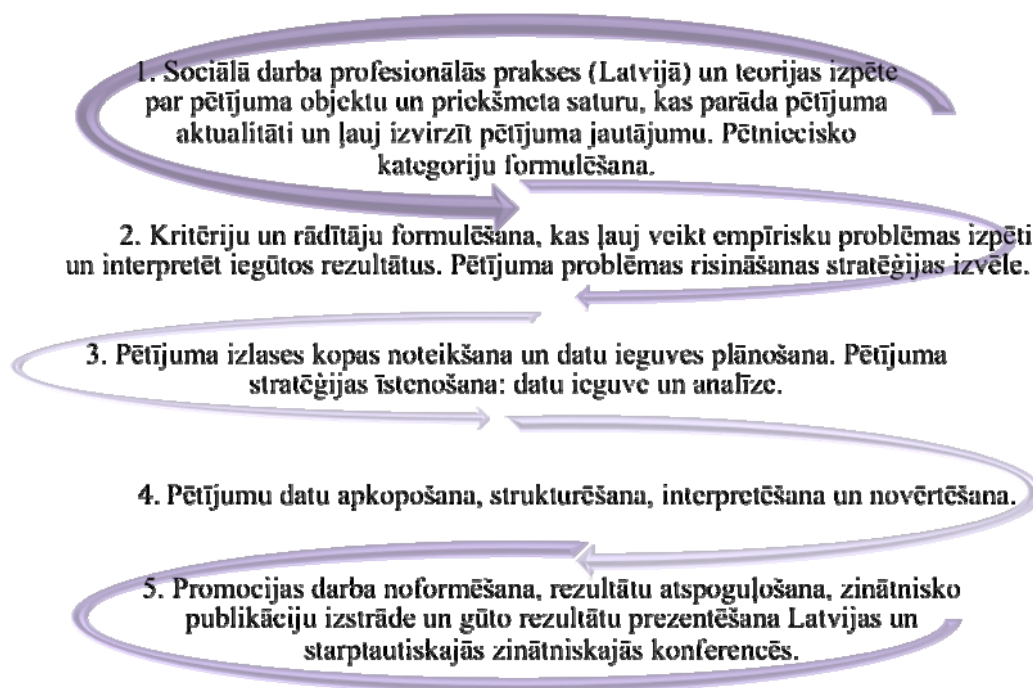 1. Sociālā darba profesionālās prakses (Latvijā) un teorijas izpēte
par pētījuma objektu un priekšmeta saturu, kas parāda pētījuma
aktualitāti un ļauj izvirzīt pētījuma jautājumu. Pētniecisko
kategoriju formulēšana.
2. Kritēriju un rādītāju formulēšana, kas ļauj veikt empīrisku problēmas izpēti
un interpretēt iegūtos rezultātus. Pētījuma problēmas risināšanas stratēģijas izvēle.
3. Pētījuma izlases kopas noteikšana un datu ieguves plānošana. Pētījuma
stratēģijas īstenošana: datu ieguve un analīze.
4. Pētījumu datu apkopošana, strukturēšana, interpretēšana un novērtēšana.
5. Promocijas darba noformēšana, rezultātu atspoguļošana, zinātnisko
publikāciju izstrāde un gūto rezultātu prezentēšana Latvijas un
starptautiskajās zinātniskajās konferencēs.